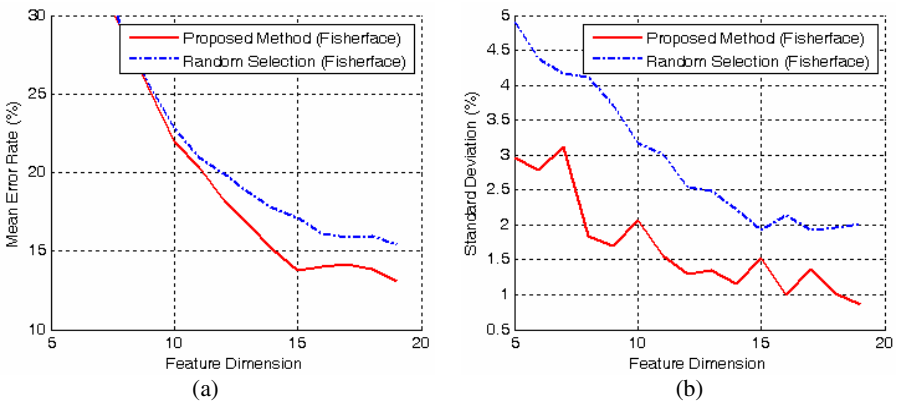 Proposed Method (Fisherface)
Random Selection (Fisherface)
Mean Error Rate (%)
30
25
20
15
10
10
15
20
Feature Dimension
(a)
Proposed Method (Fisherface)
Random Selection (Fisherface)
Standard Deviation (%)
5
4.5
4
3.5
3
2.5
2
1.5
1
0.5
5
10
15
20
Feature Dimension
(b)